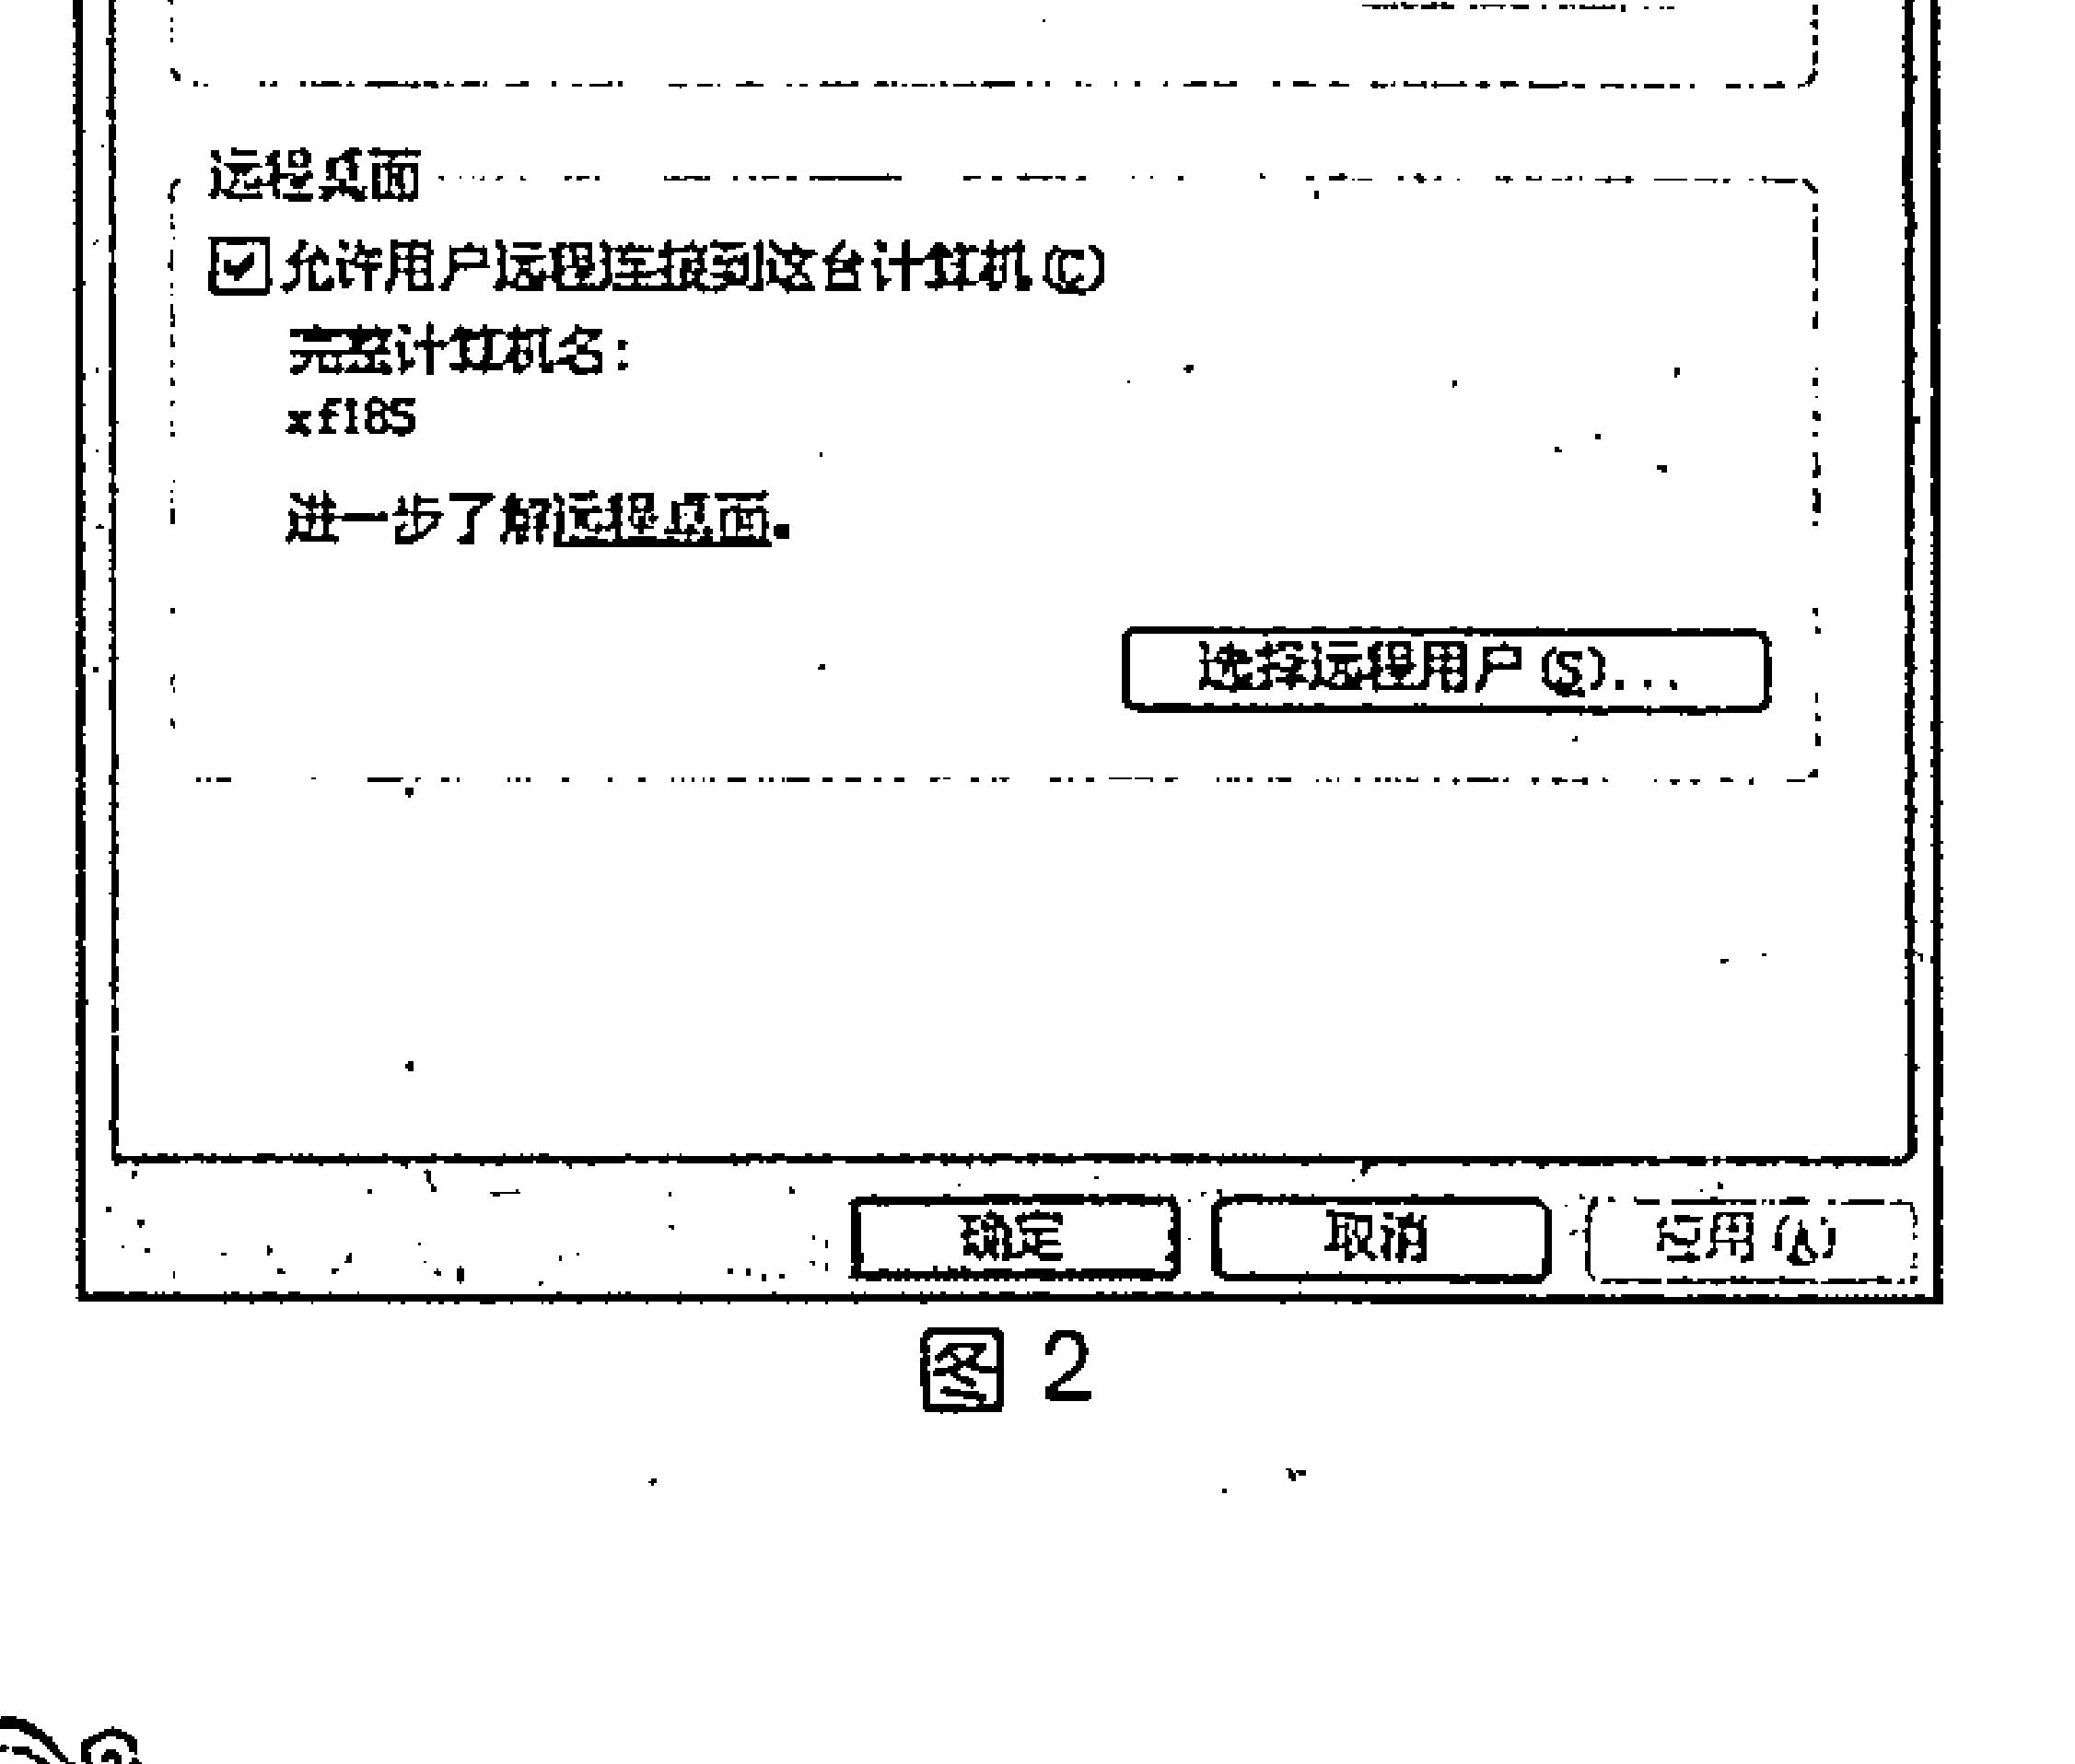 远程桌面
允许用户远程连接到这台计算机(C)
完整计算机名:
xf185
进一步了解远程桌面。
选择远程用户(S)...
确定
取消
应用(A)
图 2